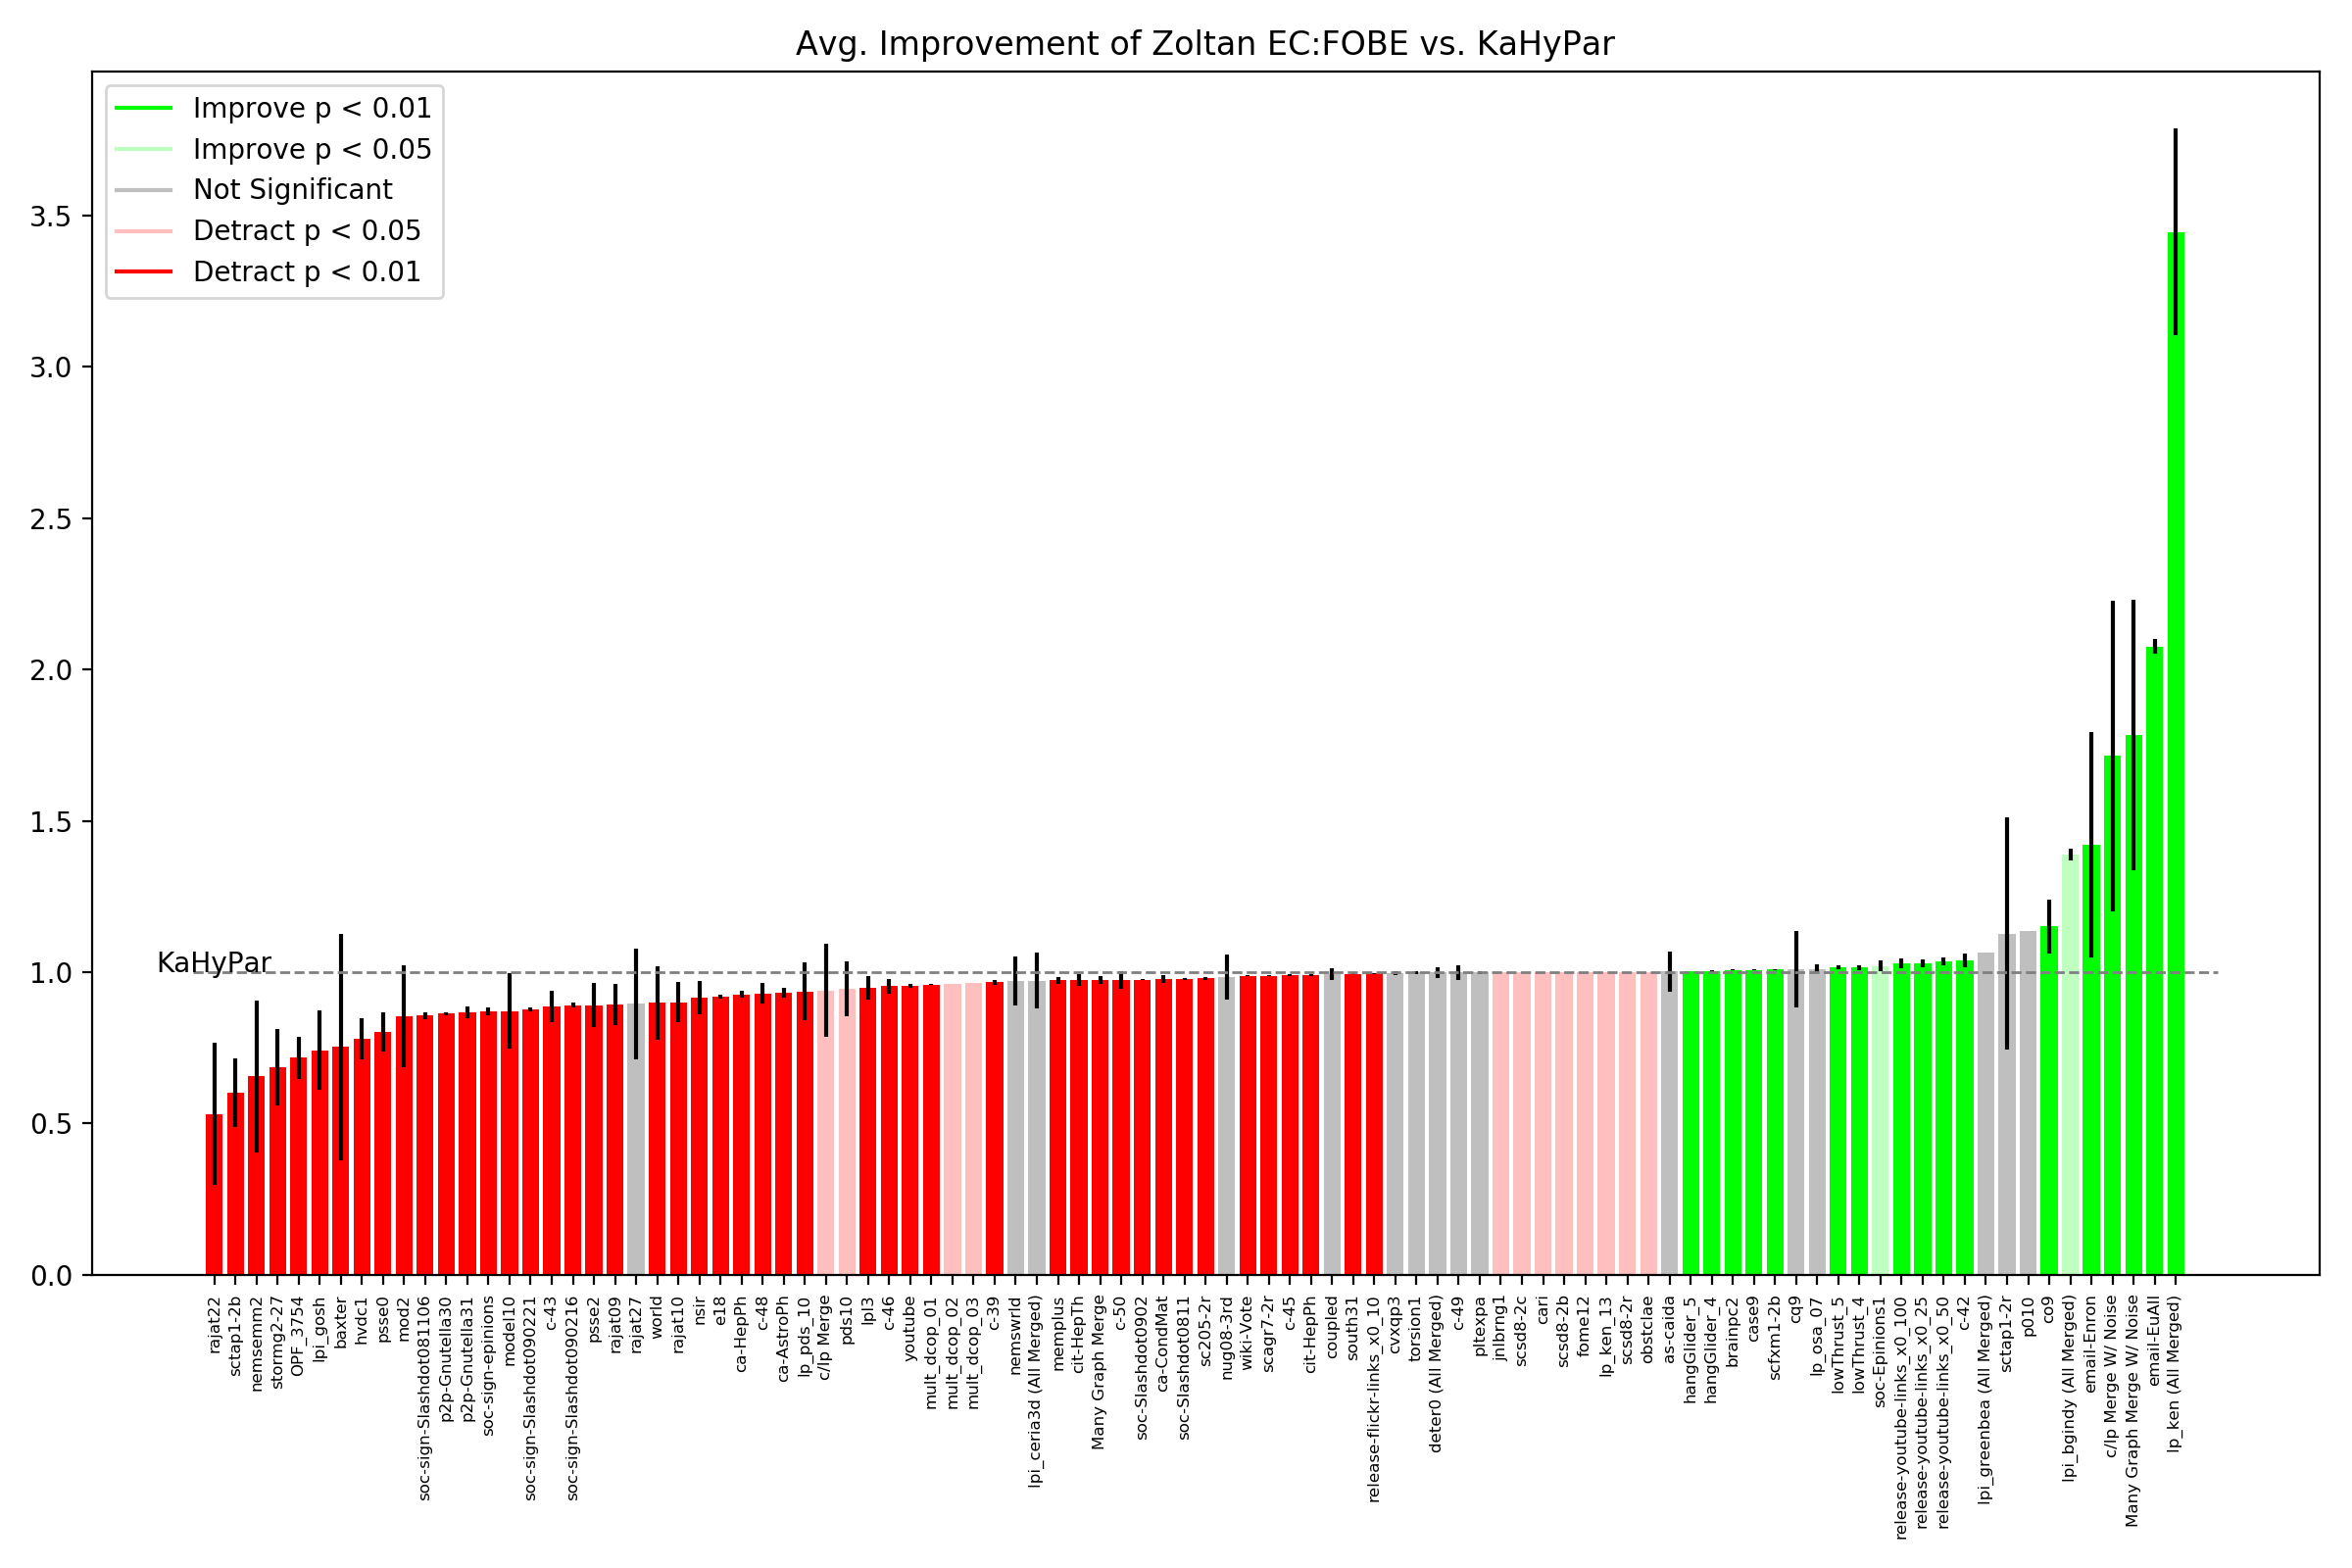 Avg. Improvement of Zoltan EC:FOBE vs. KaHyPar
Improve p < 0.01
Improve p < 0.05
Not Significant
Detract p < 0.05
Detract p < 0.01
3.5
3.0
2.5
2.0
1.5
1.0
0.5
0.0
KaHyPar
rajat22
sctap1-2b
nemsemm2
stormg2-27
OPF_3754
lpi_gosh
baxter
hvdc1
psse0
mod2
soc-sign-Slashdot081106
p2p-Gnutella30
p2p-Gnutella31
soc-sign-epinions
model10
soc-sign-Slashdot090221
c-43
soc-sign-Slashdot090216
psse2
rajat09
rajat27
world
rajat10
nsir
e18
ca-HepPh
c-48
ca-AstroPh
lp_pds_10
c/lp Merge
pds10
lpl3
c-46
youtube
mult_dcop_01
mult_dcop_02
mult_dcop_03
c-39
nemswrld
lpi_ceria3d (All Merged)
memplus
cit-HepTh
Many Graph Merge
c-50
soc-Slashdot0902
ca-CondMat
soc-Slashdot0811
sc205-2r
nug08-3rd
wiki-Vote
scagr7-2r
c-45
cit-HepPh
coupled
south31
release-flickr-links_x0_10
cvxqp3
torsion1
deter0 (All Merged)
c-49
pltexpa
jnlbrng1
scsd8-2c
cari
scsd8-2b
fome12
lp_ken_13
scsd8-2r
obstclae
as-caida
hangGlider_5
hangGlider_4
brainpc2
case9
scfxm1-2b
cq9
lp_osa_07
lowThrust_5
lowThrust_4
soc-Epinions1
release-youtube-links_x0_100
release-youtube-links_x0_25
release-youtube-links_x0_50
c-42
lpi_greenbea (All Merged)
sctap1-2r
p010
co9
lpi_bgindy (All Merged)
email-Enron
c/lp Merge W/ Noise
Many Graph Merge W/ Noise
email-EuAll
lp_ken (All Merged)